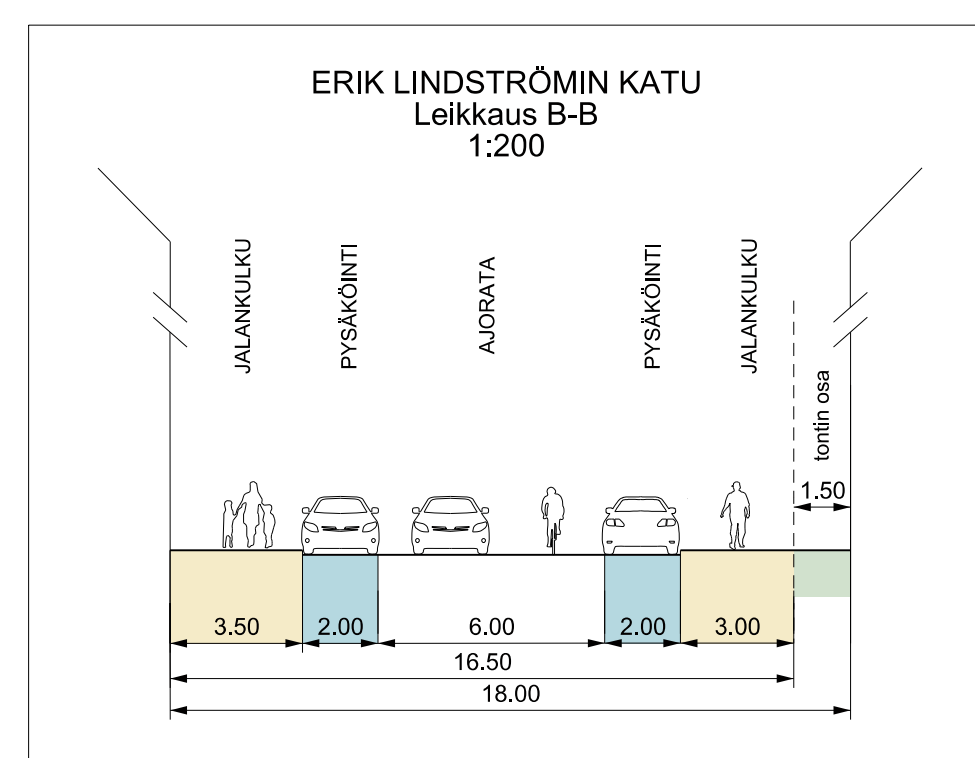 ERIK LINDSTRÖMIN KATU
Leikkaus B-B
1:200
JALANKULKU
PYSÄKÖINTI
AJORATA
PYSÄKÖINTI
JALANKULKU
tontin osa
1.50
3.50
2.00
6.00
2.00
3.00
16.50
18.00